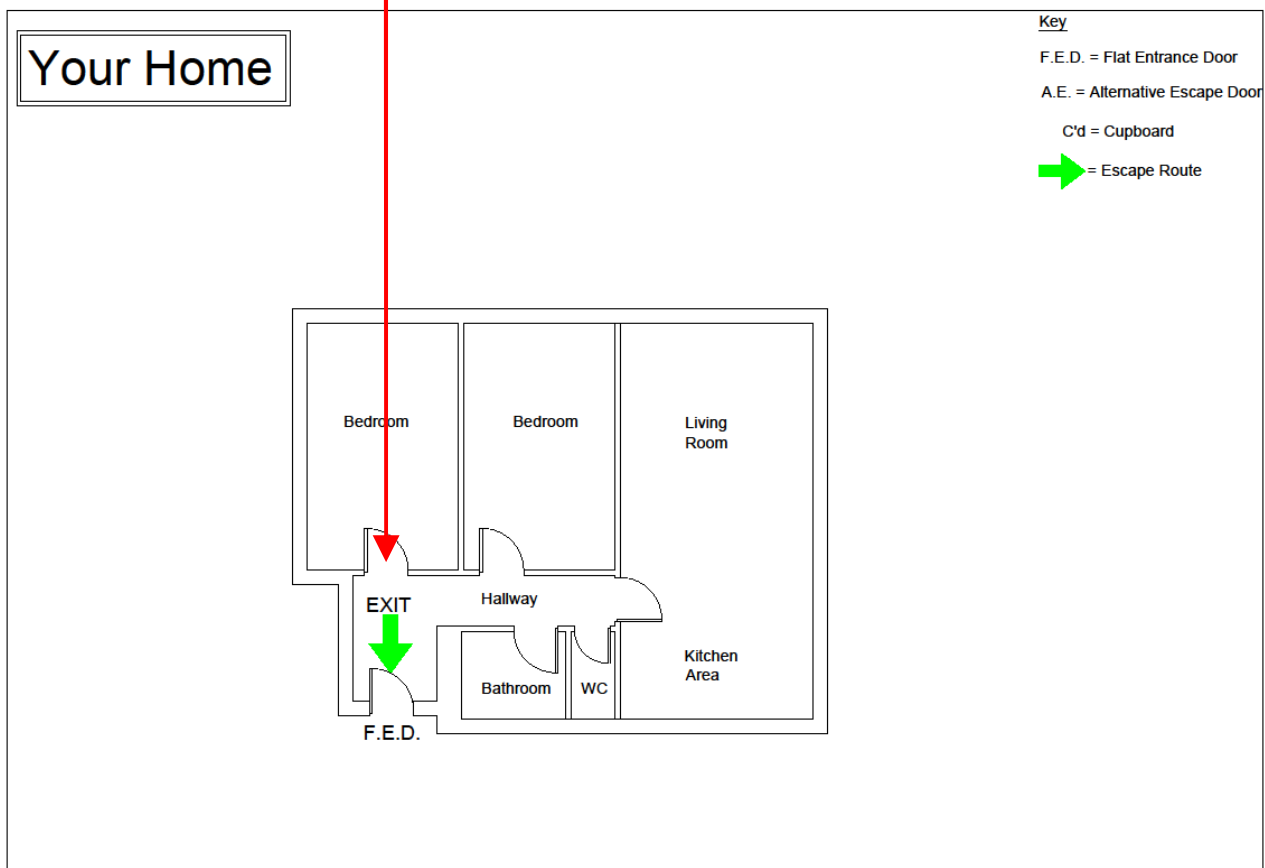 Your Home
Key
F.E.D. = Flat Entrance Door
A.E. = Alternative Escape Door
C'd = Cupboard
= Escape Route
Bedroom
Bedroom
Living
Room
EXIT
Hallway
Kitchen
Area
Bathroom
WC
F.E.D.